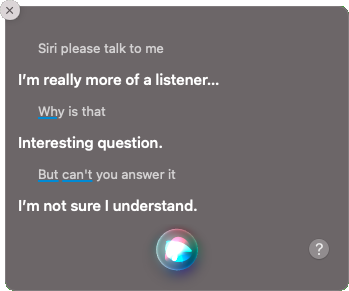 Siri please talk to me
I'm really more of a listener...
Why is that
Interesting question.
But can't you answer it
I'm not sure I understand.
?